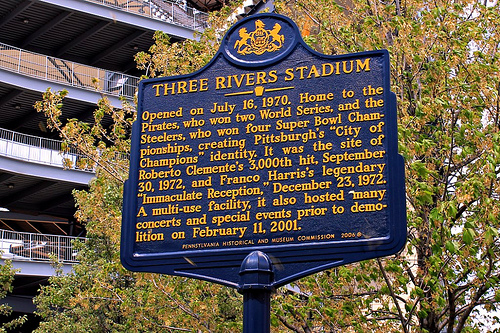 THREE RIVERS STADIUM
Opened on July 16, 1970. Home to the
Pirates, who won two World Series, and the
Steelers, who won four Super Bowl Cham-
pionships, creating Pittsburgh's "City of
Champions" identity. It was the site of
Roberto Clemente's 3,000th hit, September
30, 1972, and Franco Harris's legendary
"Immaculate Reception," December 23, 1972.
A multi-use facility, it also hosted many
concerts and special events prior to demo-
lition on February 11, 2001.
PENNSYLVANIA HISTORICAL AND MUSEUM COMMISSION 2006 ©